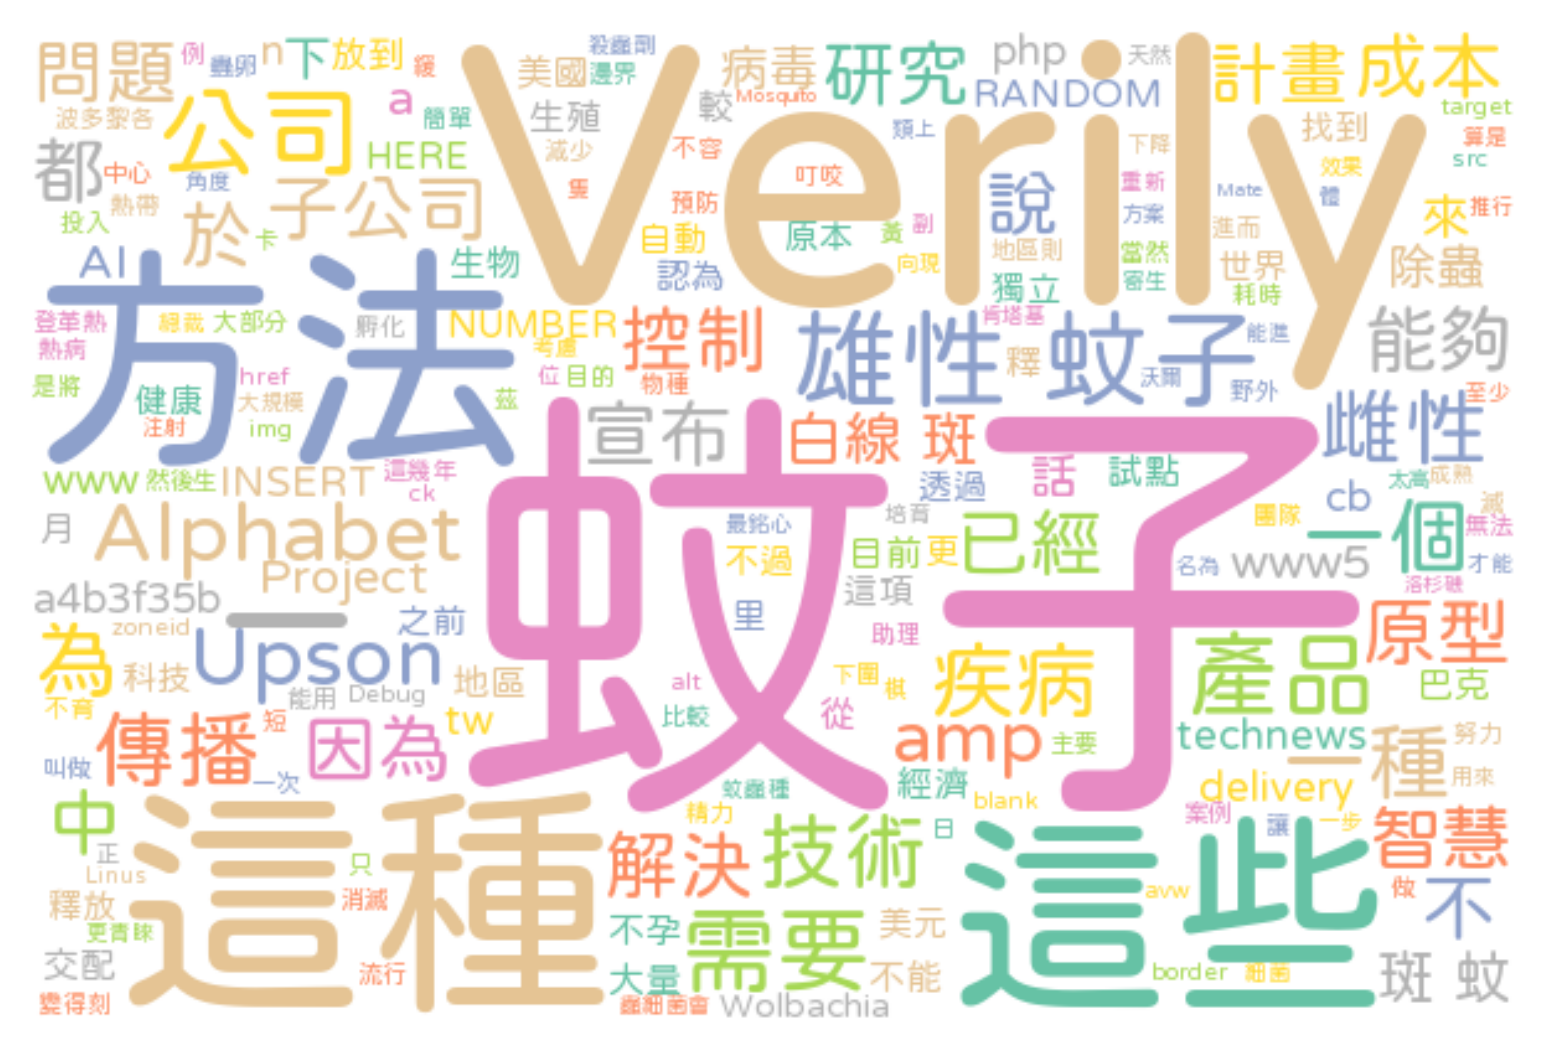 問題
例
蟲卵
n
下
放到
緩
殺蟲劑
美國
邊界
病毒
研究
php
天然
計畫
成本
波多黎各
公司
a
簡單
生殖
較
Mosquito
RANDOM
target
都
中心
HERE
減少
不容
類上
下降
找到
算是
src
Verily
熱帶
角度
子公司
隻
叮咬
說
重新
Mate
效果
體
投入
於
卡
預防
自動
原本
黃
副
地區則
方案
進而
來
推行
AI
生物
認為
向現
獨立
當然
寄生
世界
耗時
除蟲
方法
登革熱
熱病
總裁
大部分
孵化
NUMBER
考慮
控制
雄性
肯塔基
釋
蚊子
能進
能夠
是將
健康
href
大規模
位
目的
物種
沃爾
野外
至少
注射
img
茲
宣布
白線
斑
雌性
www
然後生
INSERT
這幾年
ck
透過
話
試點
太高
成熟
月
Alphabet
蚊子
最銘心
培育
已經
cb
團隊
一個
滅
無法
Project
不過
目前
更
名為
www5
才能
a4b3f35b
一
之前
里
這項
洛杉磯
zoneid
為
Upson
助理
疾病
產品
原型
科技
能用
Debug
地區
alt
下圍
棋
巴克
不育
傳播
短
因為
tw
比較
從
amp
主要
technews
一種
努力
叫做
一次
蚊蟲種
經濟
delivery
用來
中
這種
精力
blank
案例
讓
一步
智慧
正
Linus
只
解決
技術
日
這些
釋放
消滅
avw
做
不
更青睞
不孕
需要
美元
交配
流行
大量
不能
border
細菌
斑
蚊
變得刻
蟲細菌會
Wolbachia